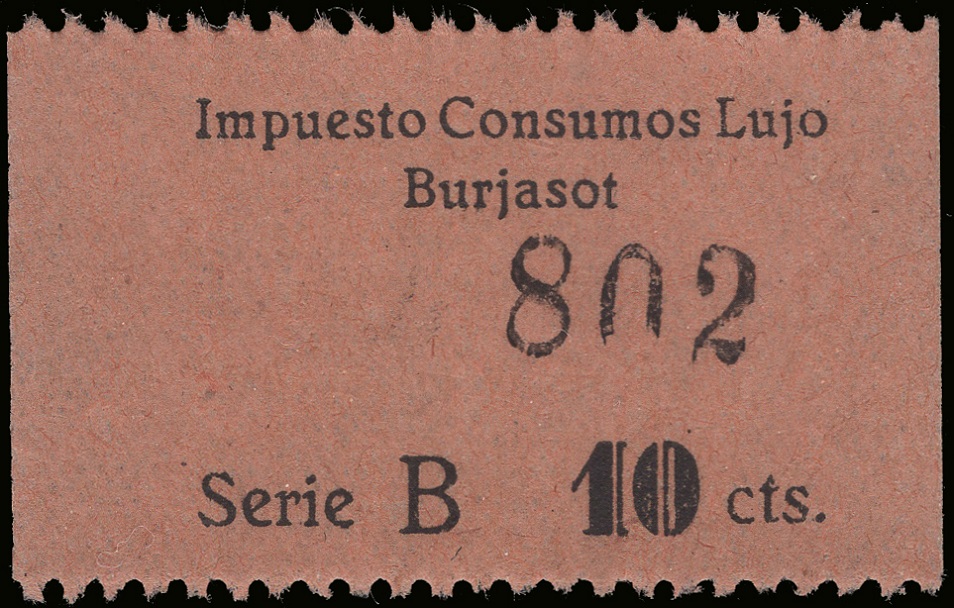 Impuesto Consumos Lujo
Burjasot
802
Serie B 10 cts.